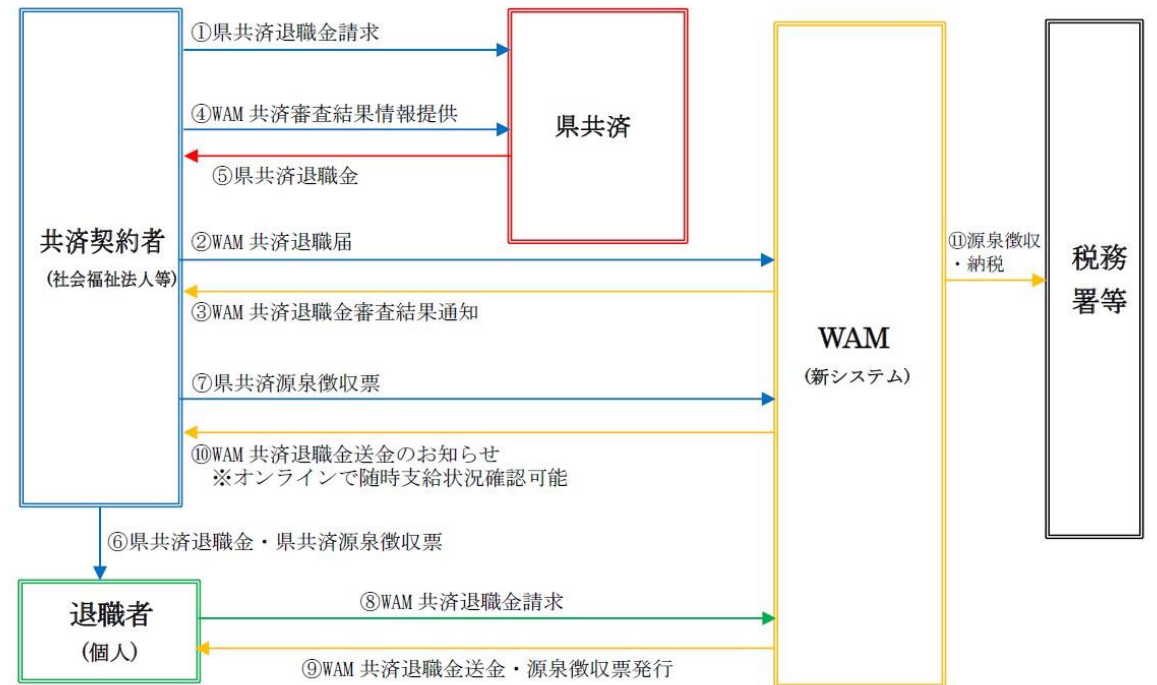 ①県共済退職金請求
④WAM 共済審査結果情報提供
県共済
⑤県共済退職金
共済契約者
(社会福祉法人等)
②WAM 共済退職届
③WAM 共済退職金審査結果通知
⑪源泉徴収
・納税
税務
署等
WAM
(新システム)
⑦県共済源泉徴収票
⑩WAM 共済退職金送金のお知らせ
※オンラインで随時支給状況確認可能
⑥県共済退職金・県共済源泉徴収票
退職者
(個人)
⑧WAM 共済退職金請求
⑨WAM 共済退職金送金・源泉徴収票発行